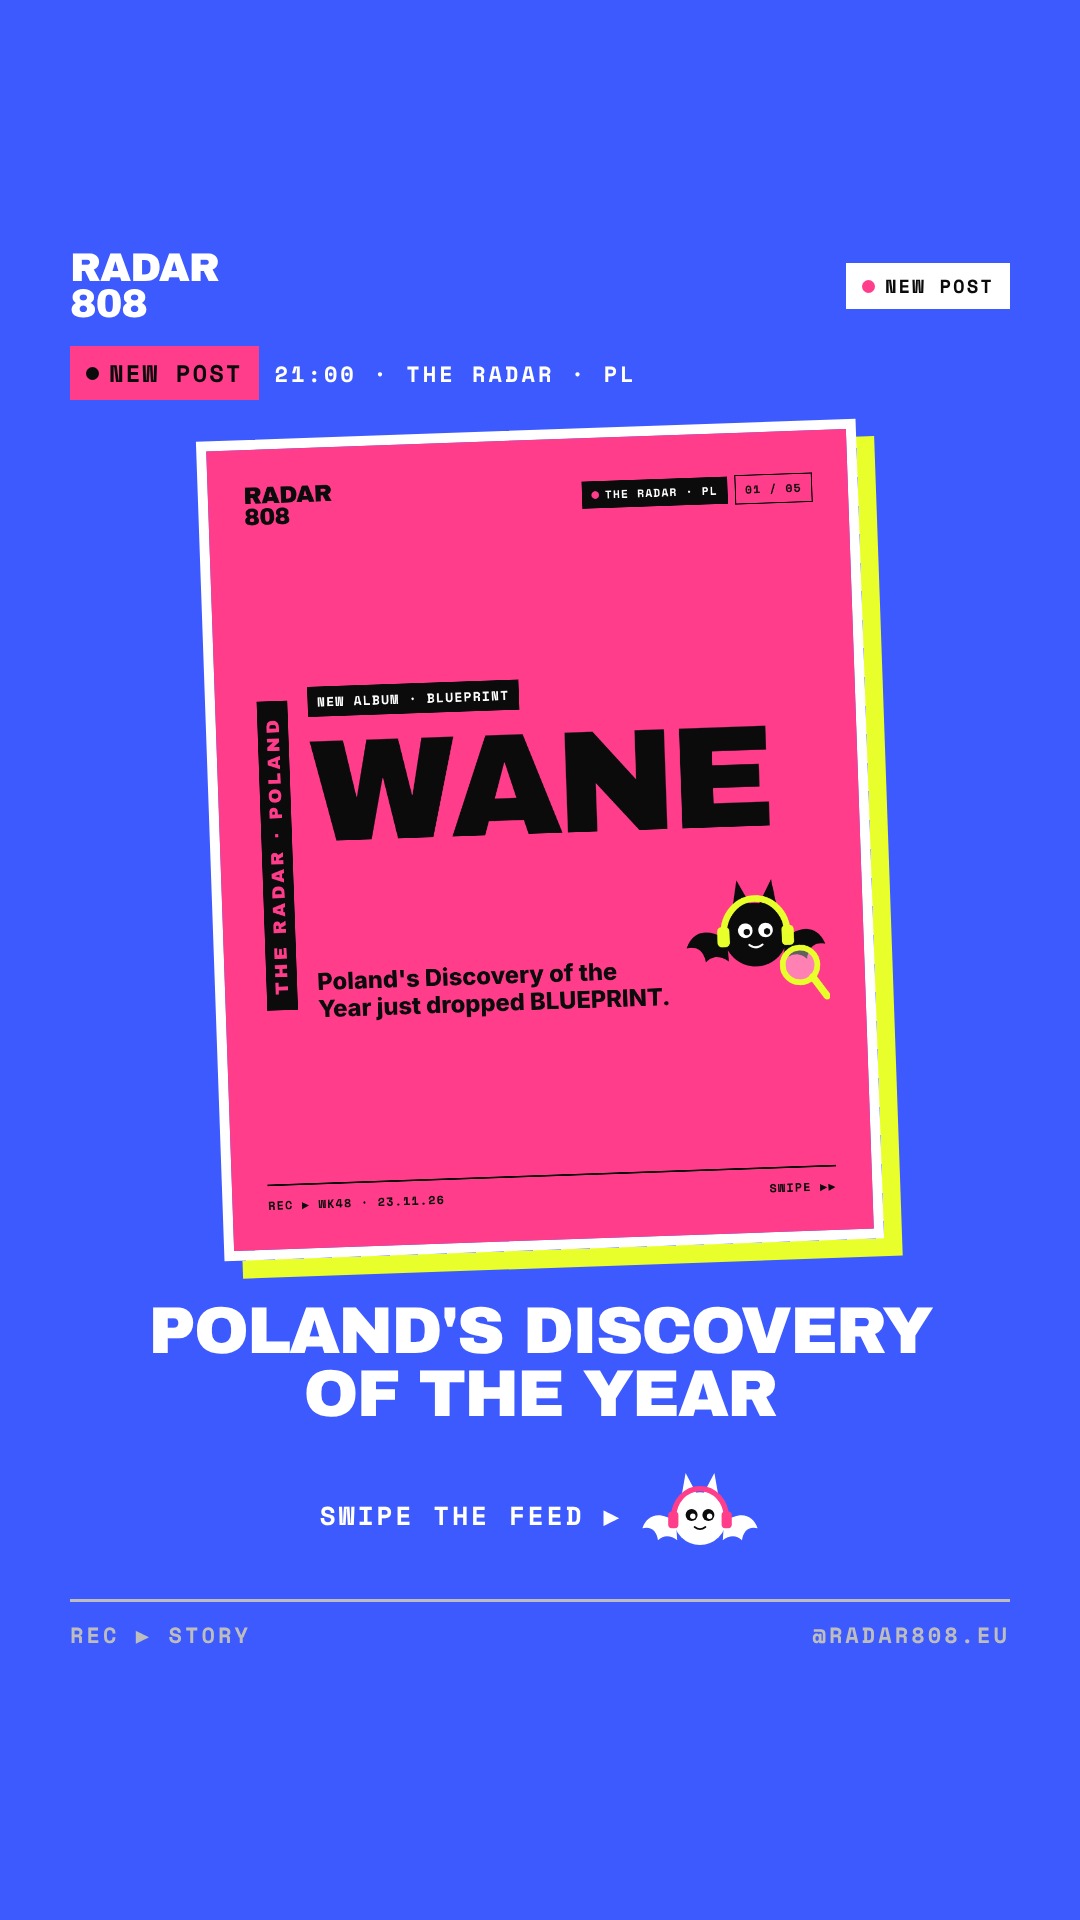 RADAR
808
NEW POST
NEW POST
21:00 · THE RADAR · PL
RADAR
808
THE RADAR · PL
01 / 05
NEW ALBUM · BLUEPRINT
WANE
THE RADAR · POLAND
Poland's Discovery of the
Year just dropped BLUEPRINT.
REC ▶ WK48 · 23.11.26
SWIPE ▶▶
POLAND'S DISCOVERY
OF THE YEAR
SWIPE THE FEED ▶
REC ▶ STORY
@RADAR808.EU